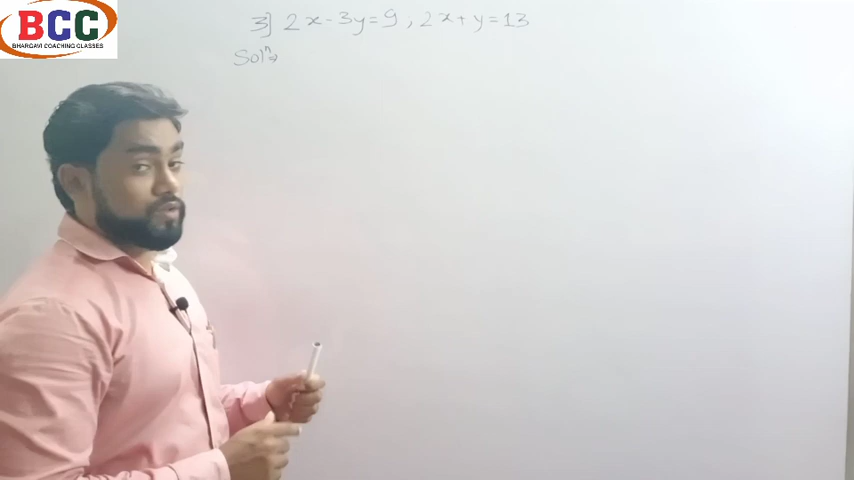 BCC
BHARGAVI COACHING CLASSES
3] 2x-3y=9, 2x+y=13
Solⁿ→